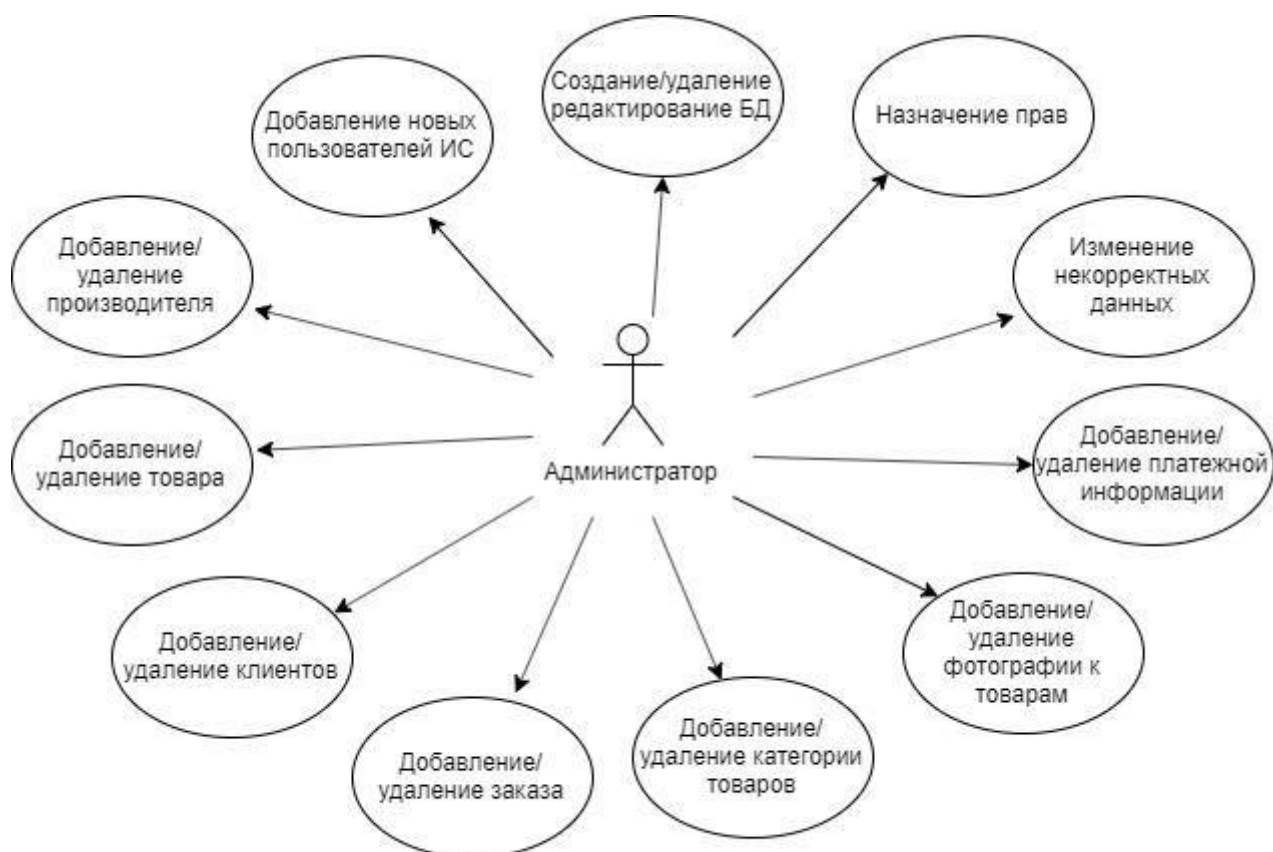 Создание/удаление
редактирование БД
Добавление новых
пользователей ИС
Назначение прав
Добавление/
удаление
производителя
Изменение
некорректных
данных
Добавление/
удаление товара
Администратор
Добавление/
удаление платежной
информации
Добавление/
удаление клиентов
Добавление/
удаление
фотографии к
товарам
Добавление/
удаление заказа
Добавление/
удаление категории
товаров